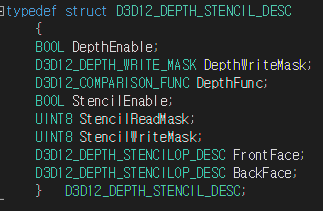 typedef struct D3D12_DEPTH_STENCIL_DESC
{
BOOL DepthEnable;
D3D12_DEPTH_WRITE_MASK DepthWriteMask;
D3D12_COMPARISON_FUNC DepthFunc;
BOOL StencilEnable;
UINT8 StencilReadMask;
UINT8 StencilWriteMask;
D3D12_DEPTH_STENCILOP_DESC FrontFace;
D3D12_DEPTH_STENCILOP_DESC BackFace;
} D3D12_DEPTH_STENCIL_DESC;